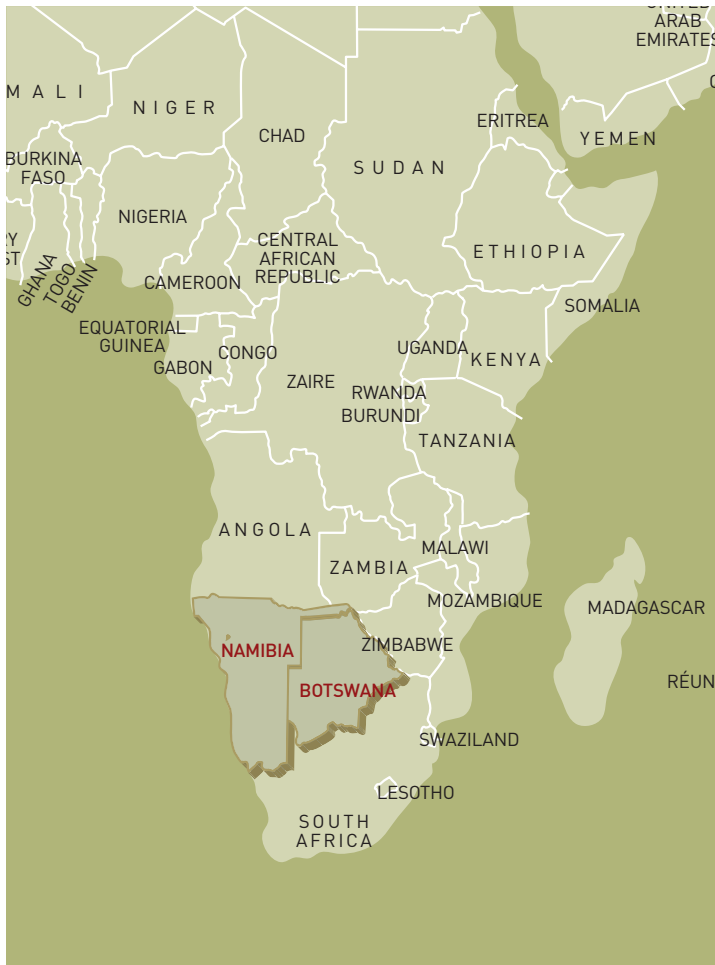 ARAB
EMIRATES
MALI
NIGER
CHAD
ERITREA
YEMEN
BURKINA
FASO
SUDAN
NIGERIA
CENTRAL
AFRICAN
REPUBLIC
ETHIOPIA
GHANA
TOGO
BENIN
CAMEROON
SOMALIA
EQUATORIAL
GUINEA
CONGO
GABON
UGANDA
KENYA
ZAIRE
RWANDA
BURUNDI
TANZANIA
ANGOLA
MALAWI
ZAMBIA
MOZAMBIQUE
MADAGASCAR
ZIMBABWE
NAMIBIA
BOTSWANA
RÉUN
SWAZILAND
LESOTHO
SOUTH
AFRICA